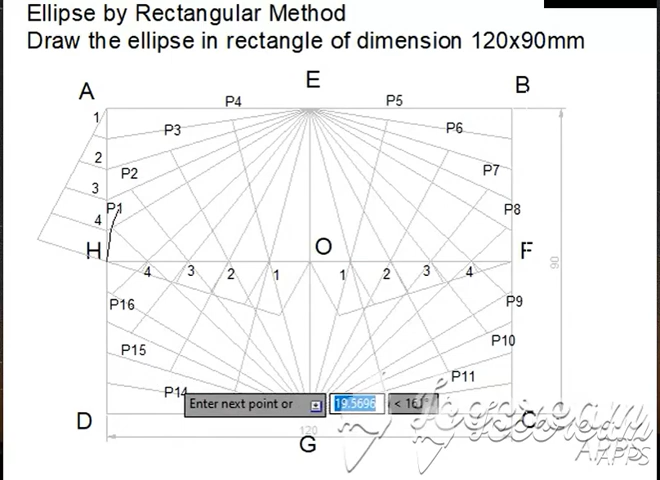 Ellipse by Rectangular Method
Draw the ellipse in rectangle of dimension 120x90mm
A E B
P4 P5
1 P3 P6
2 P2 P7
3
4 P1 P8
H O F
4 3 2 1 1 2 3 4
90
P16 P9
P15 P10
P14 P11
Enter next point or 19.5696
D C
120
G
APPS